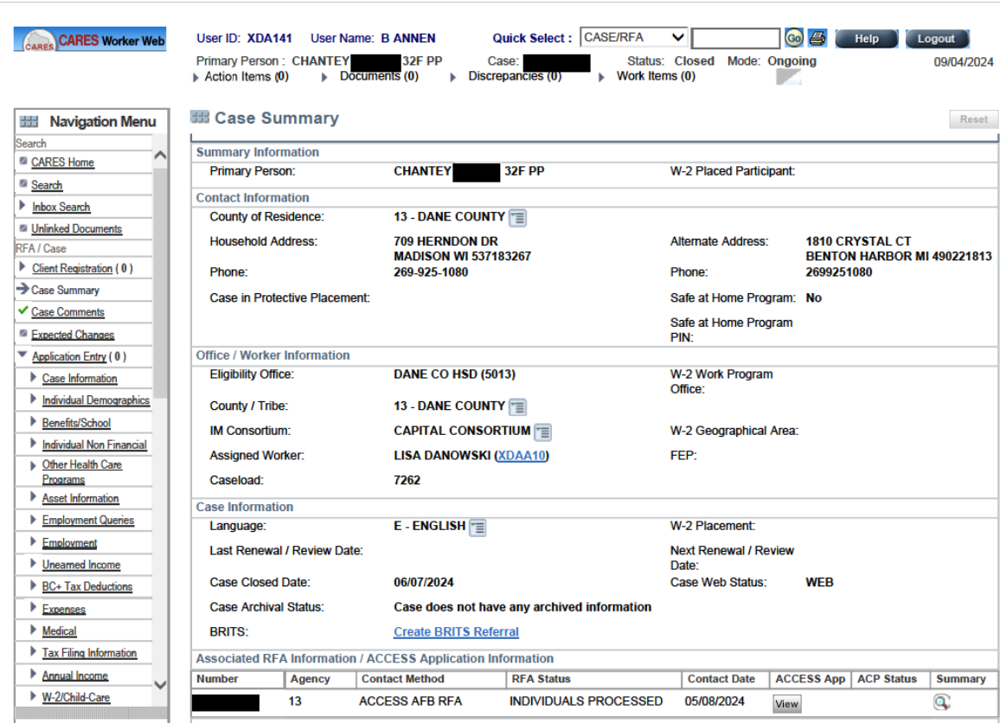 CARES CARES Worker Web
User ID: XDA141 User Name: B ANNEN Quick Select : CASE/RFA Go Help Logout
Primary Person : CHANTEY 32F PP Case: Status: Closed Mode: Ongoing 09/04/2024
Action Items (0) Documents (0) Discrepancies (0) Work Items (0)
Navigation Menu
Search
CARES Home
Search
Inbox Search
Unlinked Documents
RFA / Case
Client Registration ( 0 )
Case Summary
Case Comments
Expected Changes
Application Entry ( 0 )
Case Information
Individual Demographics
Benefits/School
Individual Non Financial
Other Health Care
Programs
Asset Information
Employment Queries
Employment
Unearned Income
BC+ Tax Deductions
Expenses
Medical
Tax Filing Information
Annual Income
W-2/Child-Care
Case Summary Reset
Summary Information
Primary Person: CHANTEY 32F PP W-2 Placed Participant:
Contact Information
County of Residence: 13 - DANE COUNTY
Household Address: 709 HERNDON DR Alternate Address: 1810 CRYSTAL CT
MADISON WI 537183267 BENTON HARBOR MI 490221813
Phone: 269-925-1080 Phone: 2699251080
Case in Protective Placement: Safe at Home Program: No
Safe at Home Program
PIN:
Office / Worker Information
Eligibility Office: DANE CO HSD (5013) W-2 Work Program
Office:
County / Tribe: 13 - DANE COUNTY
IM Consortium: CAPITAL CONSORTIUM W-2 Geographical Area:
Assigned Worker: LISA DANOWSKI (XDAA10) FEP:
Caseload: 7262
Case Information
Language: E - ENGLISH W-2 Placement:
Last Renewal / Review Date: Next Renewal / Review
Date:
Case Closed Date: 06/07/2024 Case Web Status: WEB
Case Archival Status: Case does not have any archived information
BRITS: Create BRITS Referral
Associated RFA Information / ACCESS Application Information
Number Agency Contact Method RFA Status Contact Date ACCESS App ACP Status Summary
13 ACCESS AFB RFA INDIVIDUALS PROCESSED 05/08/2024 View